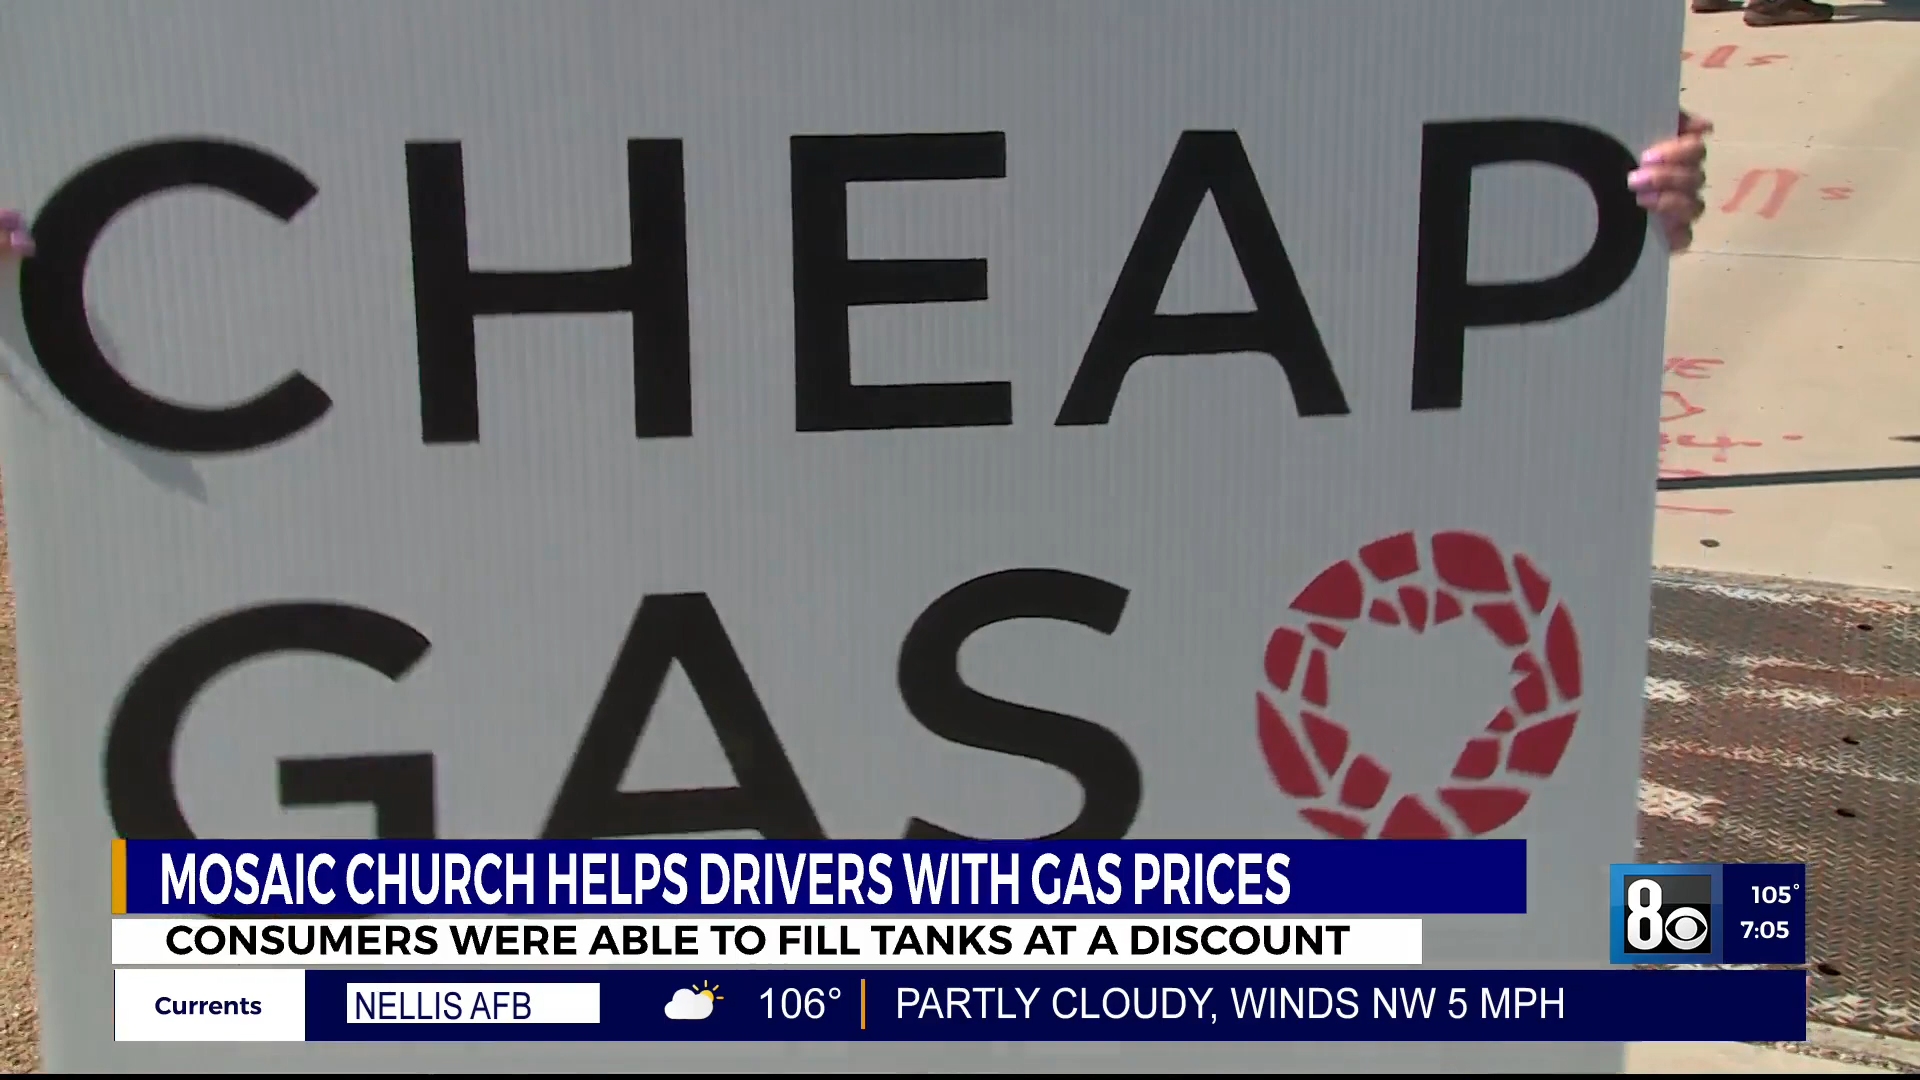 CHEAP
GAS
MOSAIC CHURCH HELPS DRIVERS WITH GAS PRICES
CONSUMERS WERE ABLE TO FILL TANKS AT A DISCOUNT
8 105°
7:05
Currents NELLIS AFB 106° PARTLY CLOUDY, WINDS NW 5 MPH